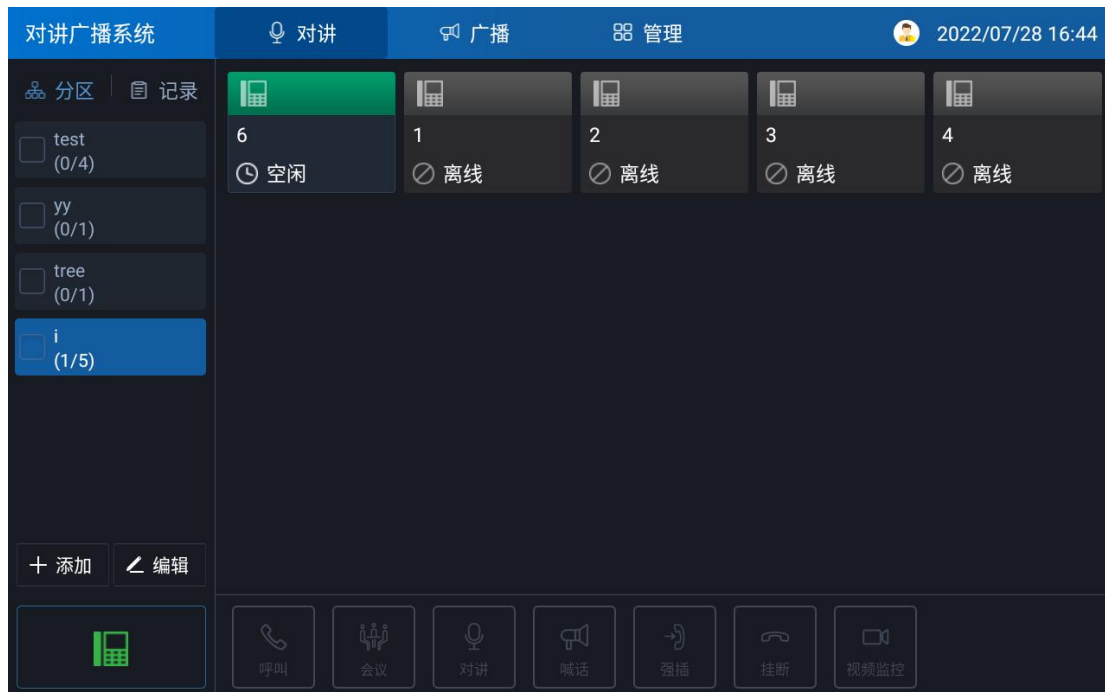 对讲广播系统
对讲
广播
管理
2022/07/28 16:44
分区
记录
test
(0/4)
yy
(0/1)
tree
(0/1)
i
(1/5)
添加
编辑
6
空闲
1
离线
2
离线
3
离线
4
离线
呼叫
会议
对讲
喊话
强插
挂断
视频监控